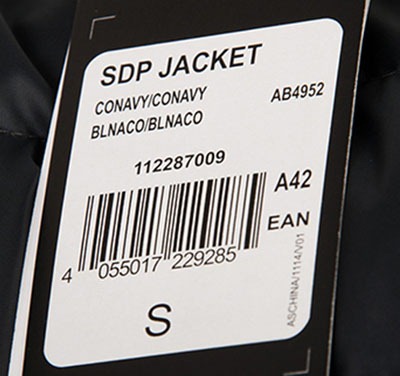 SDP JACKET
CONAVY/CONAVY AB4952
BLNACO/BLNACO
112287009
A42
EAN
4 055017 229285
ASCHINA/1114/V01
S